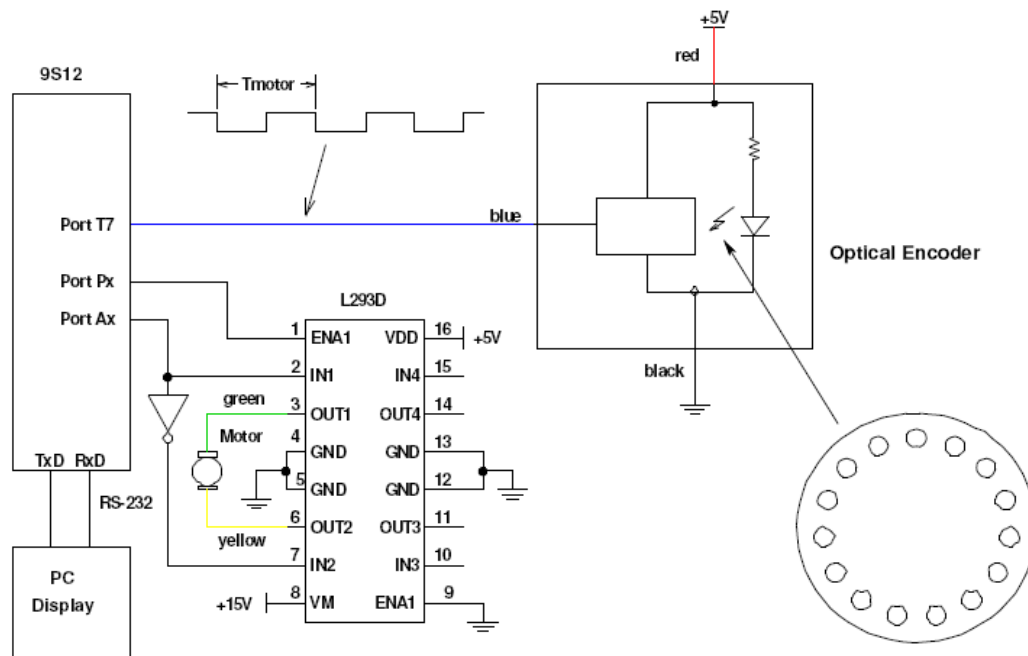 +5V
red
9S12
Tmotor
Port T7
blue
Optical Encoder
Port Px
L293D
Port Ax
1 ENA1 VDD 16 +5V
2 IN1 IN4 15
black
green
3 OUT1 OUT4 14
Motor
4 GND GND 13
TxD RxD
5 GND GND 12
RS-232
6 OUT2 OUT3 11
yellow
7 IN2 IN3 10
PC
Display
+15V
8 VM ENA1 9